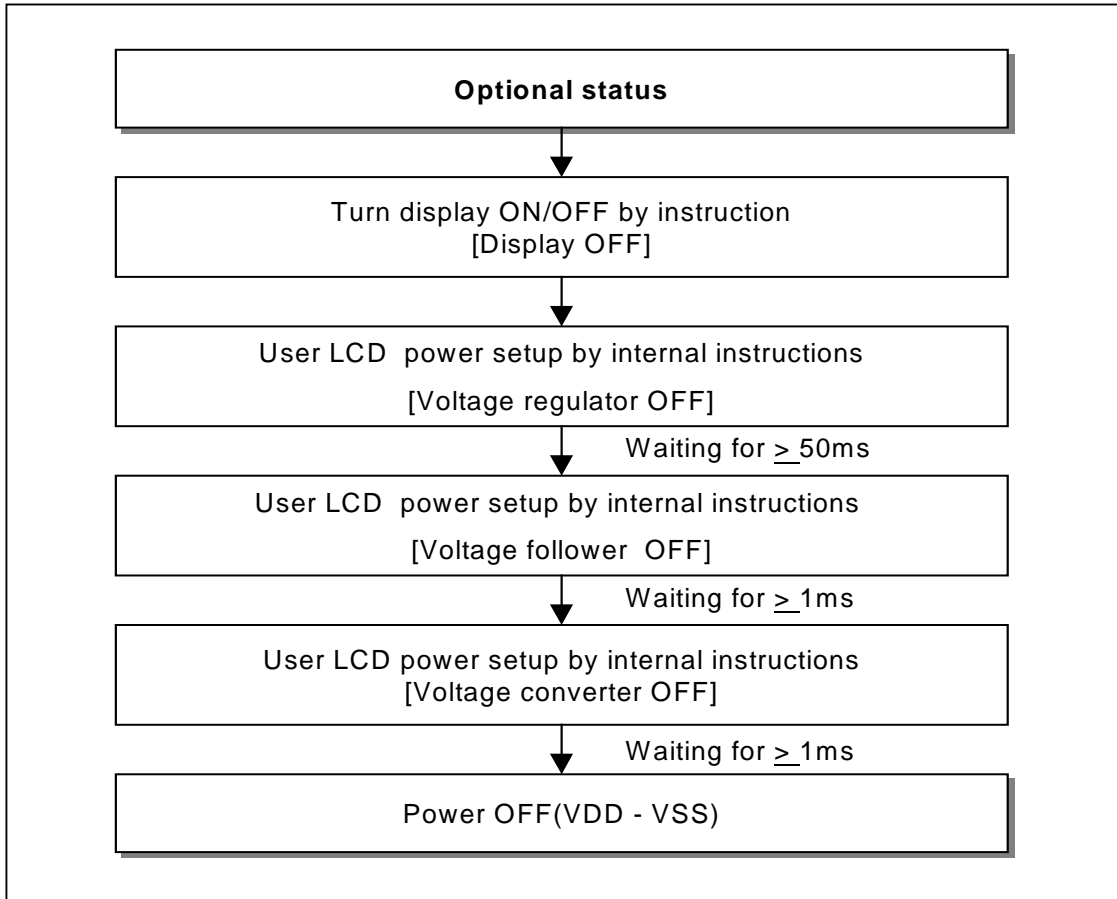 Optional status
Turn display ON/OFF by instruction
[Display OFF]
User LCD power setup by internal instructions
[Voltage regulator OFF]
Waiting for > 50ms
User LCD power setup by internal instructions
[Voltage follower OFF]
Waiting for > 1ms
User LCD power setup by internal instructions
[Voltage converter OFF]
Waiting for > 1ms
Power OFF(VDD - VSS)